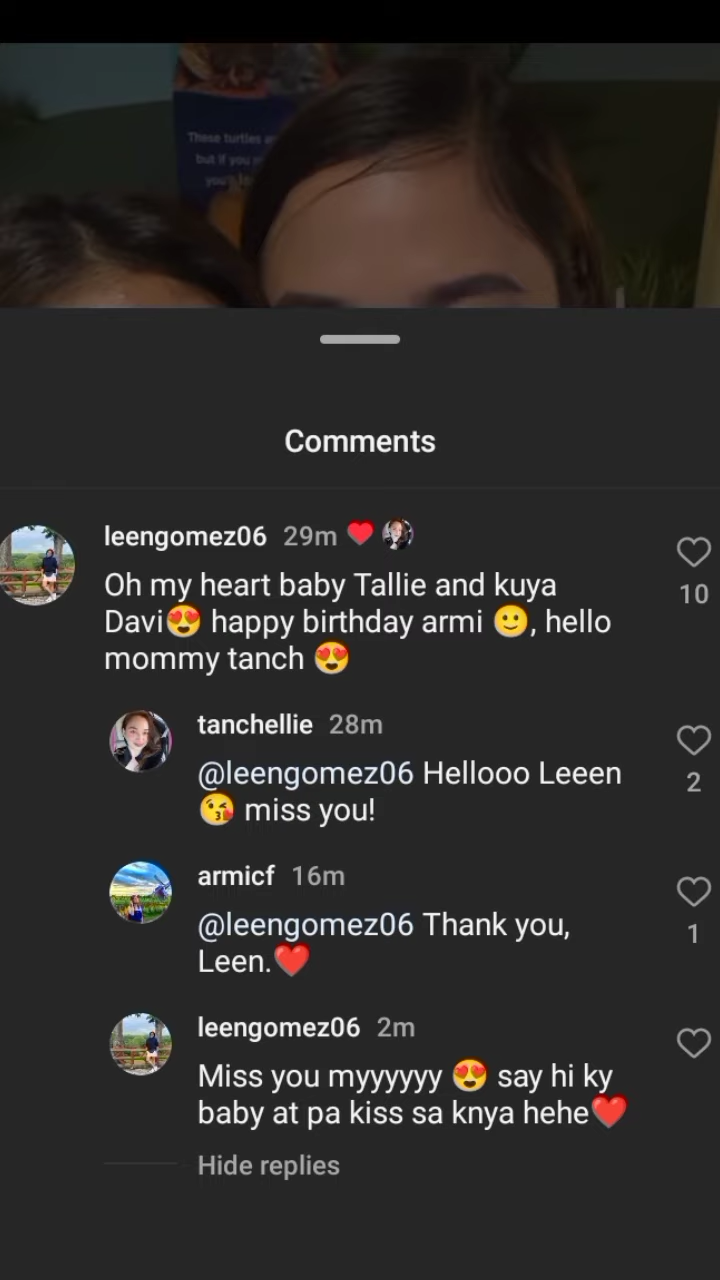 These turtles
but if you
Comments
leengomez06 29m ❤️
Oh my heart baby Tallie and kuya
Davi😍 happy birthday armi 🙂, hello
mommy tanch 😍
10
tanchellie 28m
@leengomez06 Hellooo Leeen
😘 miss you!
2
armicf 16m
@leengomez06 Thank you,
Leen.❤️
1
leengomez06 2m
Miss you myyyyyy 😍 say hi ky
baby at pa kiss sa knya hehe❤️
Hide replies